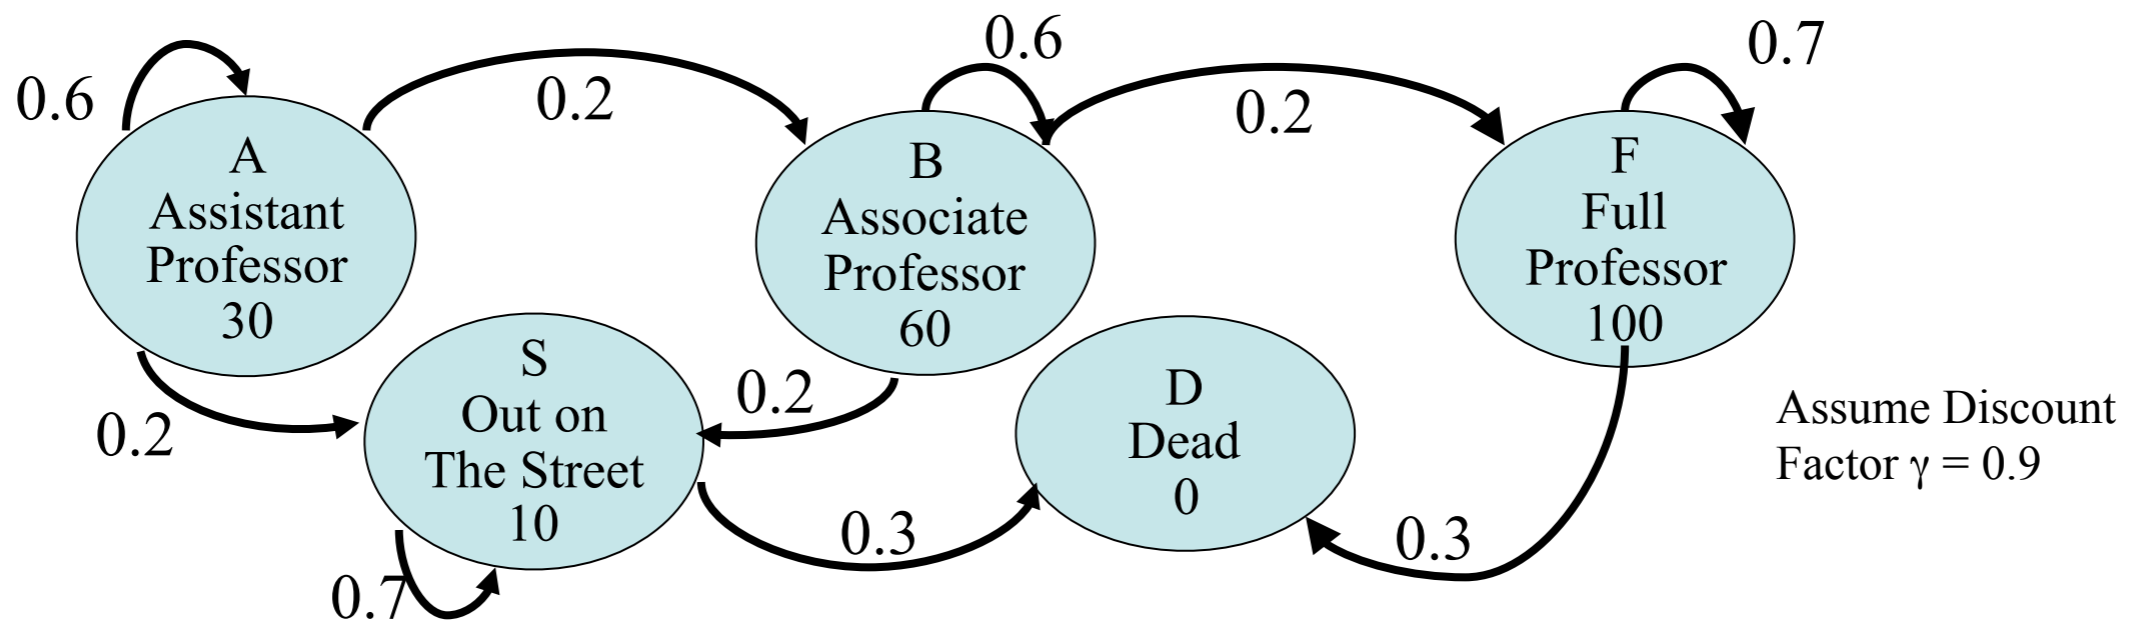 0.6
0.2
0.6
0.2
0.7
A
Assistant
Professor
30
B
Associate
Professor
60
F
Full
Professor
100
0.2
S
Out on
The Street
10
0.2
D
Dead
0
0.7
0.3
0.3
Assume Discount
Factor γ = 0.9